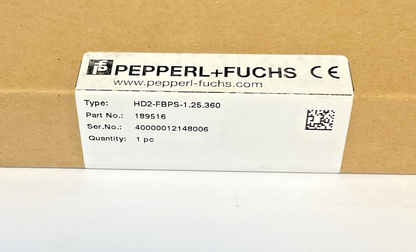 PEPPERL+FUCHS CE
www.pepperl-fuchs.com
Type: HD2-FBPS-1.25.360
Part No.: 189516
Ser.No.: 40000012148006
Quantity: 1 pc